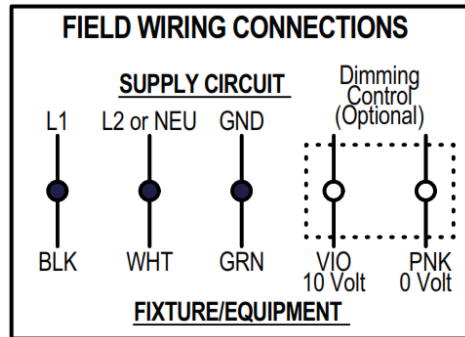 FIELD WIRING CONNECTIONS
SUPPLY CIRCUIT
Dimming
Control
(Optional)
L1 L2 or NEU GND
BLK WHT GRN VIO PNK
10 Volt 0 Volt
FIXTURE/EQUIPMENT